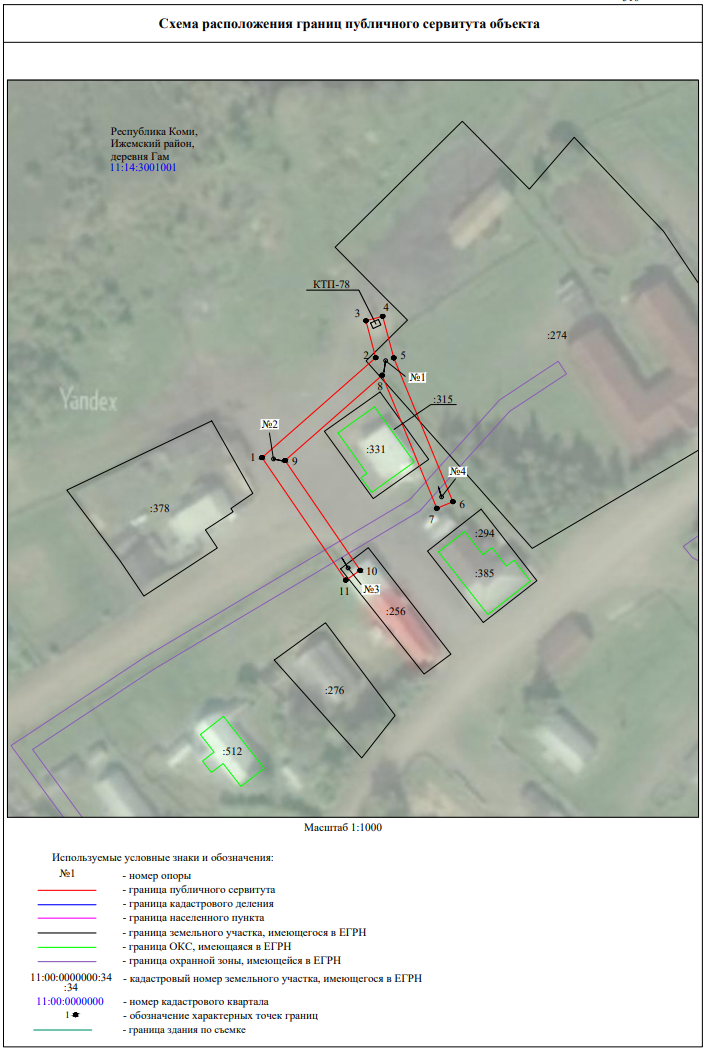 Схема расположения границ публичного сервитута объекта
Республика Коми,
Ижемский район,
деревня Гам
11:14:3001001
КТП-78
3
4
:274
2
5
8
№1
Yandex
:315
№2
1
9
:331
№4
:378
6
7
:294
:385
10
11
№3
:256
:276
:512
Масштаб 1:1000
Используемые условные знаки и обозначения:
№1 - номер опоры
- граница публичного сервитута
- граница кадастрового деления
- граница населенного пункта
- граница земельного участка, имеющегося в ЕГРН
- граница ОКС, имеющаяся в ЕГРН
- граница охранной зоны, имеющейся в ЕГРН
11:00:0000000:34 - кадастровый номер земельного участка, имеющегося в ЕГРН
:34
11:00:0000000 - номер кадастрового квартала
1 - обозначение характерных точек границ
- граница здания по съемке